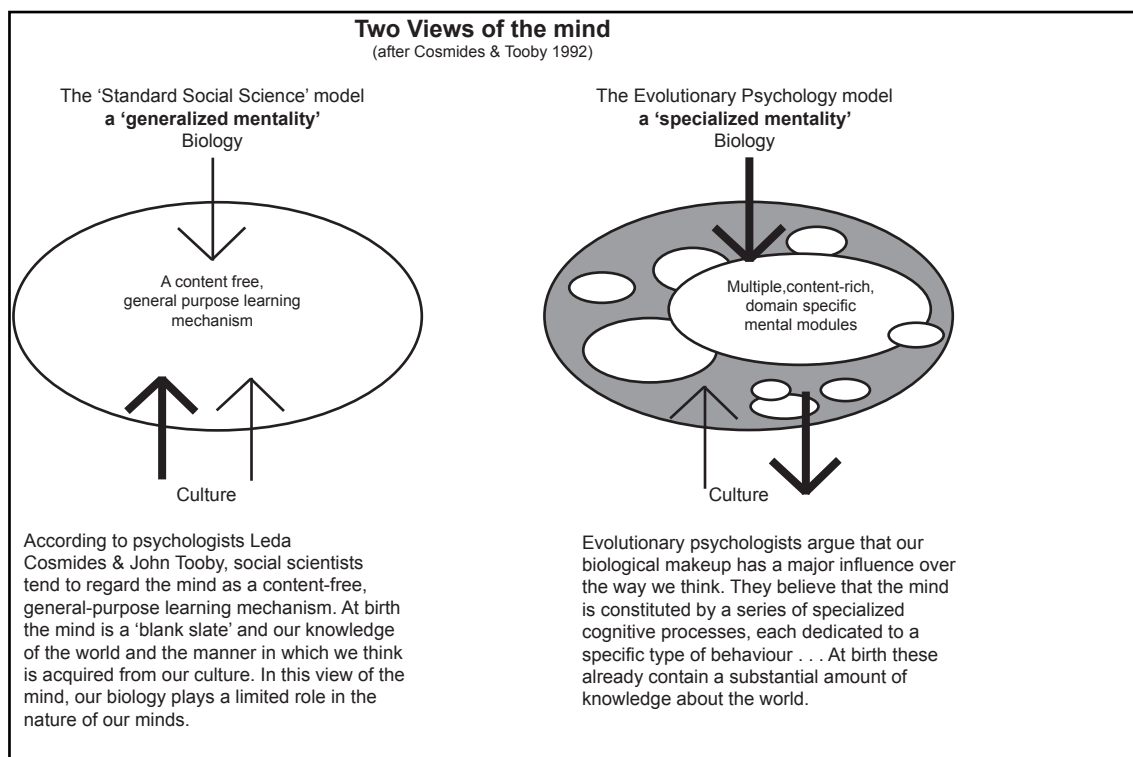 Two Views of the mind
(after Cosmides & Tooby 1992)
The ‘Standard Social Science’ model
a ‘generalized mentality’
Biology
A content free,
general purpose learning
mechanism
Culture
According to psychologists Leda
Cosmides & John Tooby, social scientists
tend to regard the mind as a content-free,
general-purpose learning mechanism. At birth
the mind is a ‘blank slate’ and our knowledge
of the world and the manner in which we think
is acquired from our culture. In this view of the
mind, our biology plays a limited role in the
nature of our minds.
The Evolutionary Psychology model
a ‘specialized mentality’
Biology
Multiple,content-rich,
domain specific
mental modules
Culture
Evolutionary psychologists argue that our
biological makeup has a major influence over
the way we think. They believe that the mind
is constituted by a series of specialized
cognitive processes, each dedicated to a
specific type of behaviour . . . At birth these
already contain a substantial amount of
knowledge about the world.